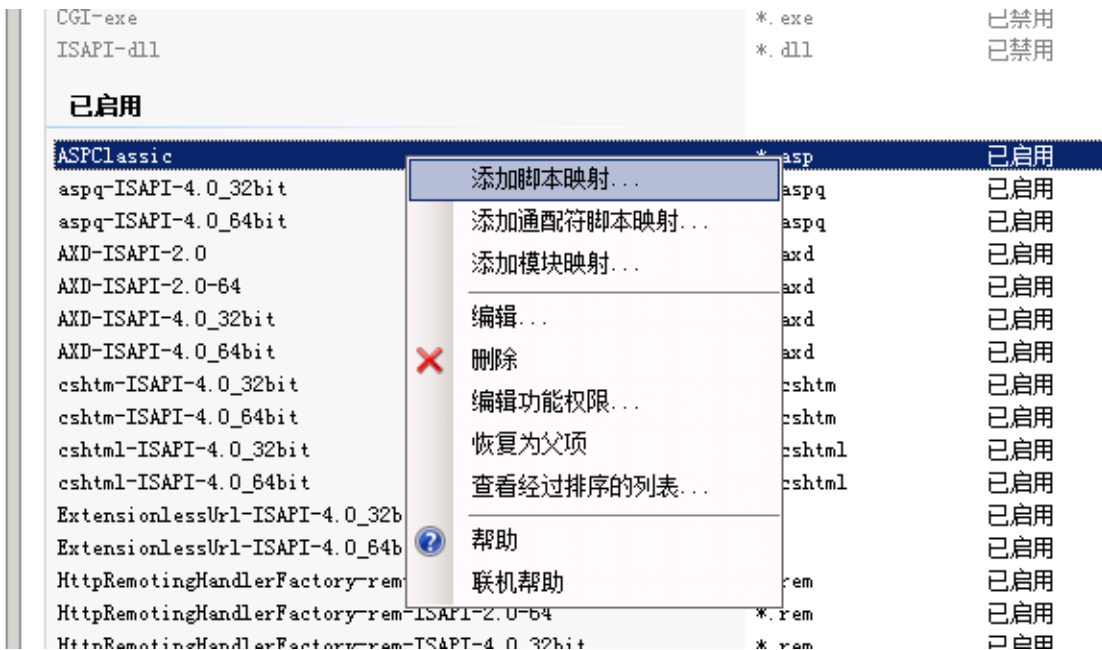 CGI-exe *.exe 已禁用
ISAPI-dll *.dll 已禁用
已启用
ASPClassic *.asp 已启用
aspq-ISAPI-4.0_32bit aspq 已启用
aspq-ISAPI-4.0_64bit aspq 已启用
AXD-ISAPI-2.0 axd 已启用
AXD-ISAPI-2.0-64 axd 已启用
AXD-ISAPI-4.0_32bit axd 已启用
AXD-ISAPI-4.0_64bit axd 已启用
cshtm-ISAPI-4.0_32bit cshtm 已启用
cshtm-ISAPI-4.0_64bit cshtm 已启用
cshtml-ISAPI-4.0_32bit cshtml 已启用
cshtml-ISAPI-4.0_64bit cshtml 已启用
ExtensionlessUrl-ISAPI-4.0_32b 已启用
ExtensionlessUrl-ISAPI-4.0_64b 已启用
HttpRemotingHandlerFactory-rem .rem 已启用
HttpRemotingHandlerFactory-rem-ISAPI-2.0-64 *.rem 已启用
HttpRemotingHandlerFactory-rem-ISAPI-4.0_32bit *.rem 已启用
添加脚本映射...
添加通配符脚本映射...
添加模块映射...
编辑...
删除
编辑功能权限...
恢复为父项
查看经过排序的列表...
帮助
联机帮助